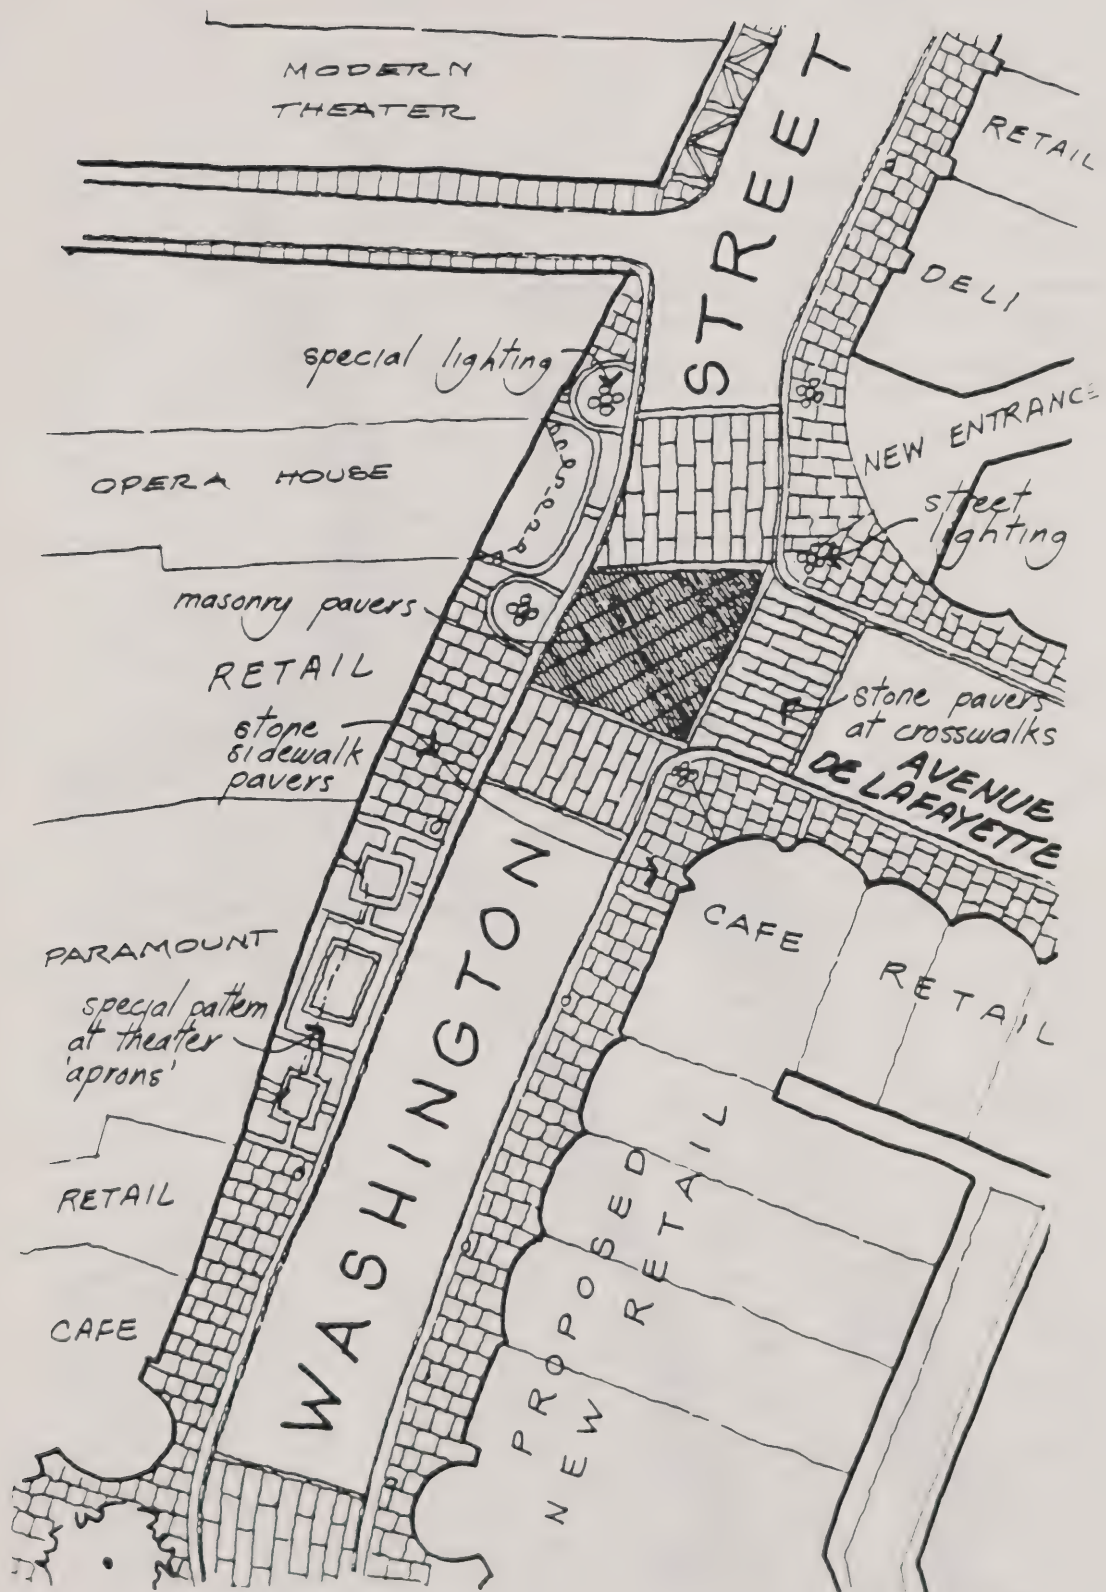 MODERN
THEATER
RETAIL
DELI
STREET
special lighting
NEW ENTRANCE
OPERA HOUSE
street
lighting
masonry pavers
RETAIL
stone pavers
at crosswalks
stone
sidewalk
pavers
AVENUE
DE LAFAYETTE
CAFE
RETAIL
PARAMOUNT
special pattern
at theater
'aprons'
WASHINGTON
RETAIL
CAFE
PROPOSED
NEW RETAIL